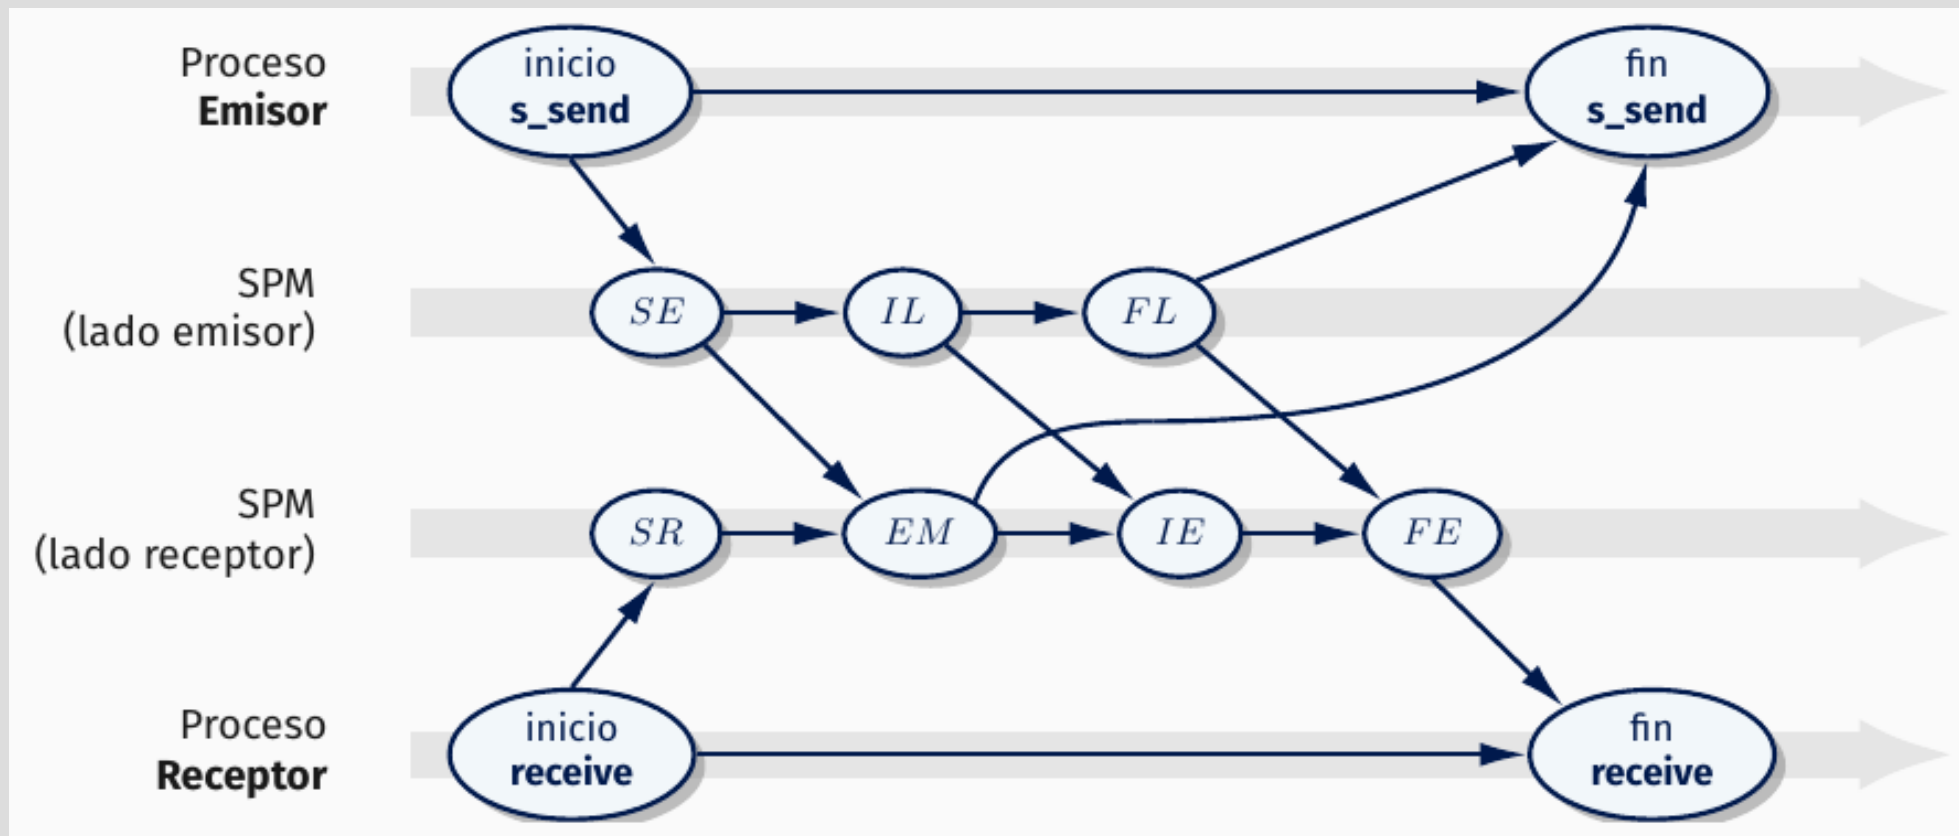 Proceso
Emisor
inicio
s_send
fin
s_send
SPM
(lado emisor)
SE
IL
FL
SPM
(lado receptor)
SR
EM
IE
FE
Proceso
Receptor
inicio
receive
fin
receive